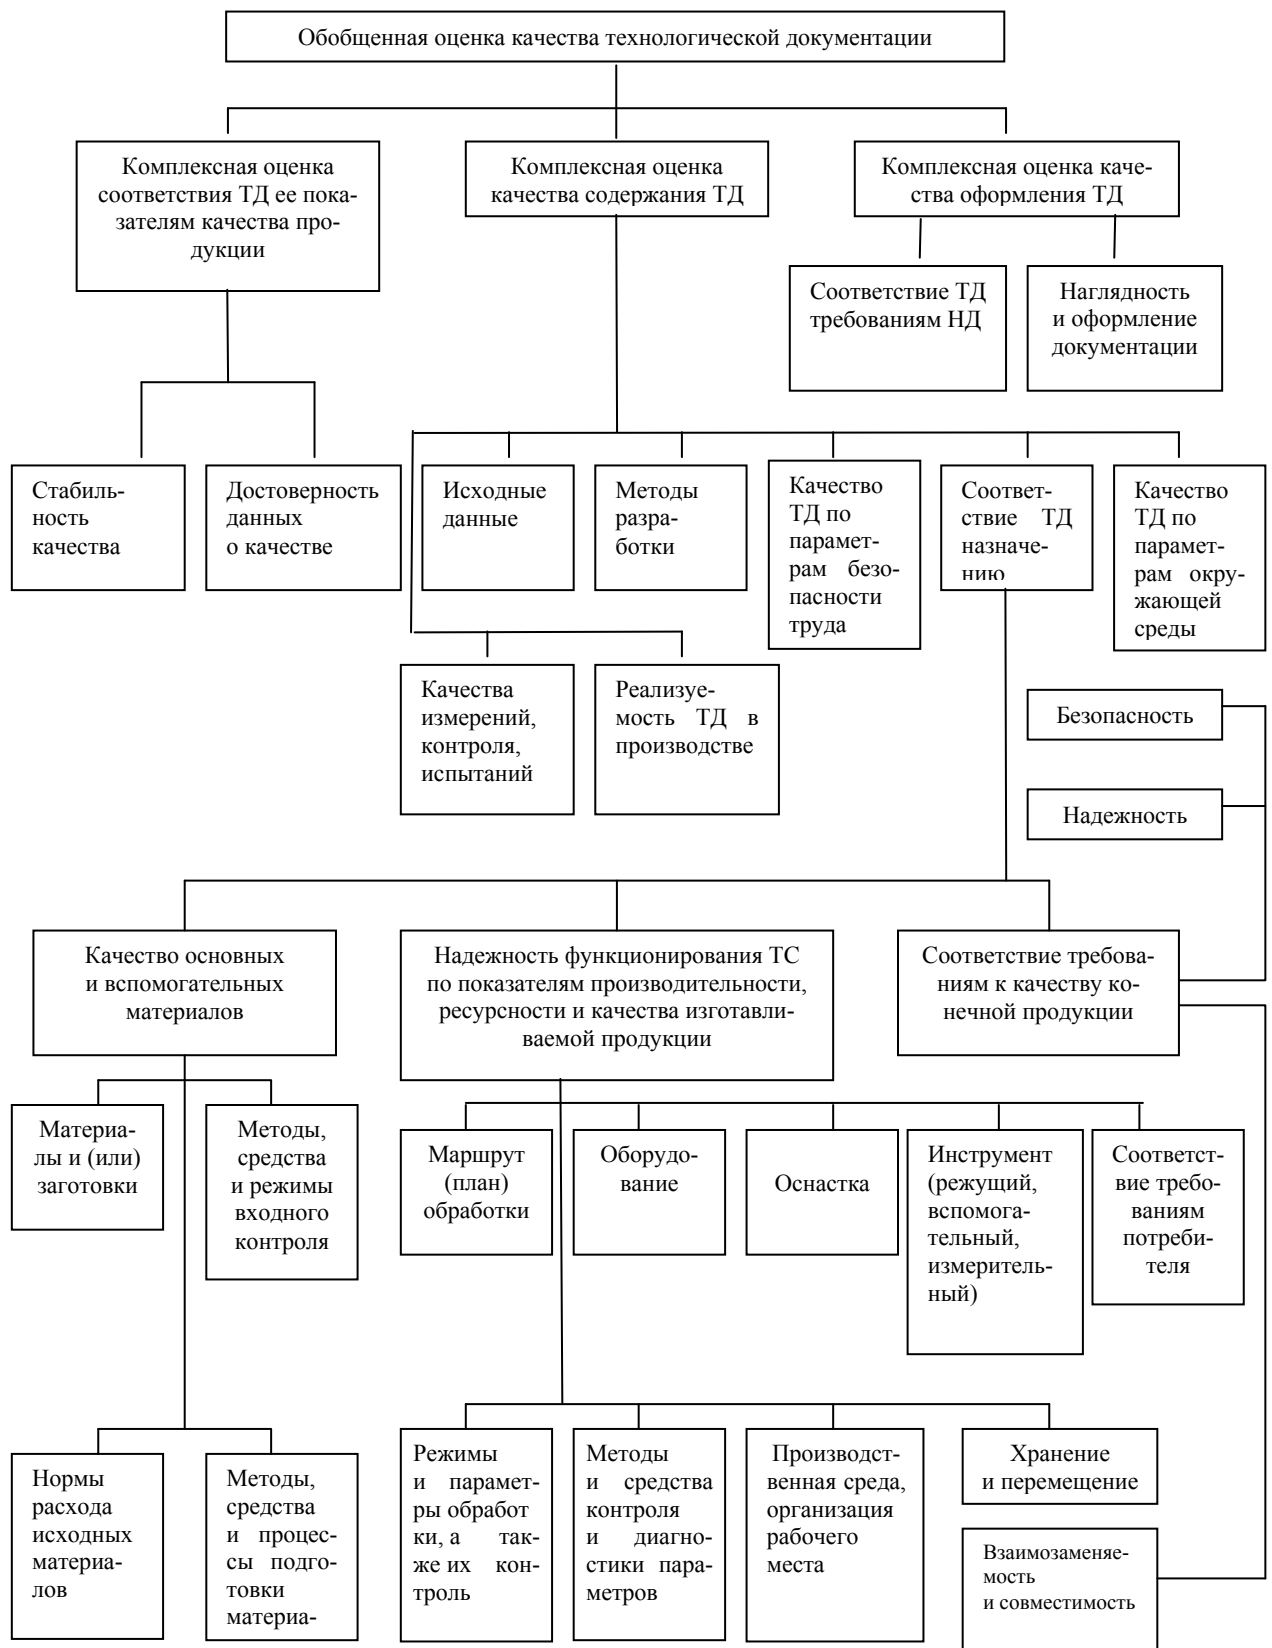 Обобщенная оценка качества технологической документации
Комплексная оценка
соответствия ТД ее пока-
зателям качества про-
дукции
Комплексная оценка
качества содержания ТД
Комплексная оценка каче-
ства оформления ТД
Соответствие ТД
требованиям НД
Наглядность
и оформление
документации
Стабиль-
ность
качества
Достоверность
данных
о качестве
Исходные
данные
Методы
разра-
ботки
Качество
ТД по
парамет-
рам безо-
пасности
труда
Соответ-
ствие ТД
назначе-
нию
Качество
ТД по
парамет-
рам окру-
жающей
среды
Качества
измерений,
контроля,
испытаний
Реализуе-
мость ТД в
производстве
Безопасность
Надежность
Качество основных
и вспомогательных
материалов
Надежность функционирования ТС
по показателям производительности,
ресурсности и качества изготавли-
ваемой продукции
Соответствие требова-
ниям к качеству ко-
нечной продукции
Материа-
лы и (или)
заготовки
Методы,
средства
и режимы
входного
контроля
Маршрут
(план)
обработки
Оборудо-
вание
Оснастка
Инструмент
(режущий,
вспомога-
тельный,
измеритель-
ный)
Соответст-
вие требо-
ваниям
потреби-
теля
Нормы
расхода
исходных
материа-
лов
Методы,
средства
и процес-
сы подго-
товки
материа-
Режимы
и парамет-
ры обработ
ки, а так-
же их кон-
троль
Методы
и средства
контроля
и диагно-
стики пара-
метров
Производст-
венная среда,
организация
рабочего
места
Хранение
и перемещение
Взаимозаменяе-
мость
и совместимость